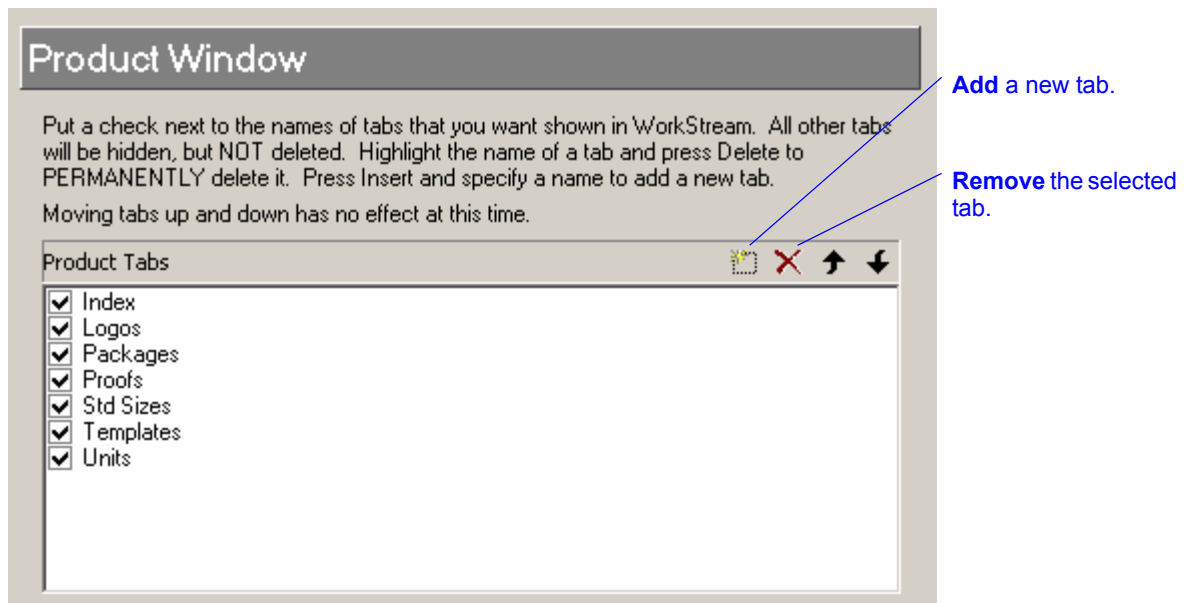 Product Window
Add a new tab.
Put a check next to the names of tabs that you want shown in WorkStream.  All other tabs
will be hidden, but NOT deleted.  Highlight the name of a tab and press Delete to
PERMANENTLY delete it.  Press Insert and specify a name to add a new tab.
Remove the selected
tab.
Moving tabs up and down has no effect at this time.
Product Tabs
Index
Logos
Packages
Proofs
Std Sizes
Templates
Units